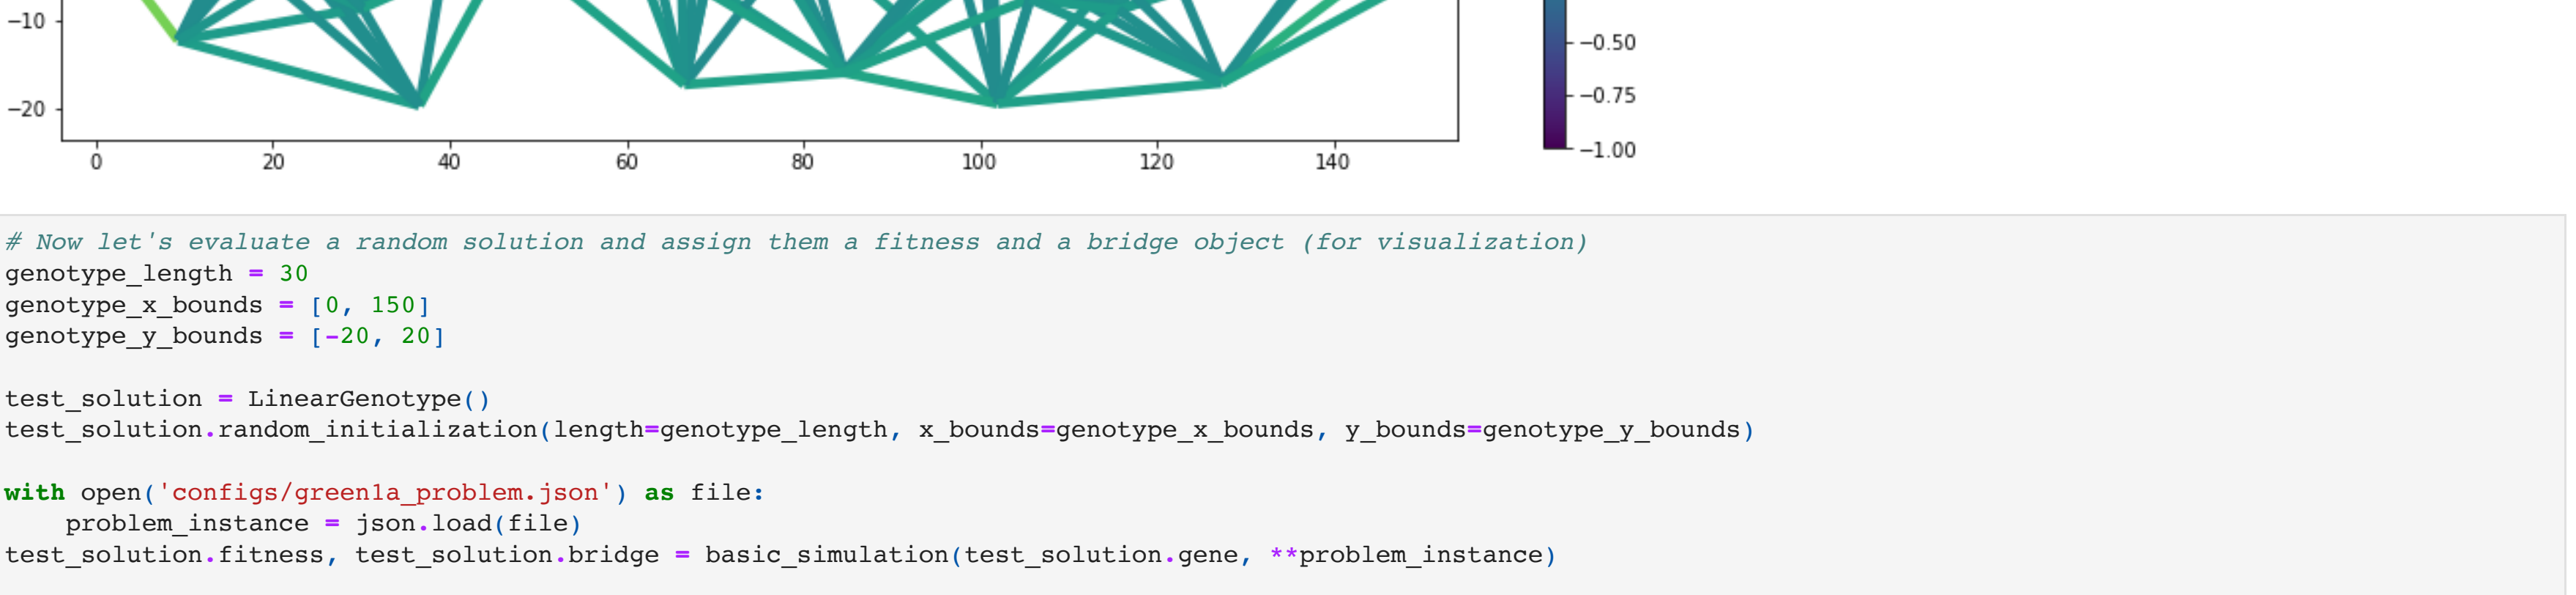 −10
−20
0 20 40 60 80 100 120 140
−0.50
−0.75
−1.00
# Now let's evaluate a random solution and assign them a fitness and a bridge object (for visualization)
genotype_length = 30
genotype_x_bounds = [0, 150]
genotype_y_bounds = [-20, 20]
test_solution = LinearGenotype()
test_solution.random_initialization(length=genotype_length, x_bounds=genotype_x_bounds, y_bounds=genotype_y_bounds)
with open('configs/green1a_problem.json') as file:
    problem_instance = json.load(file)
test_solution.fitness, test_solution.bridge = basic_simulation(test_solution.gene, **problem_instance)